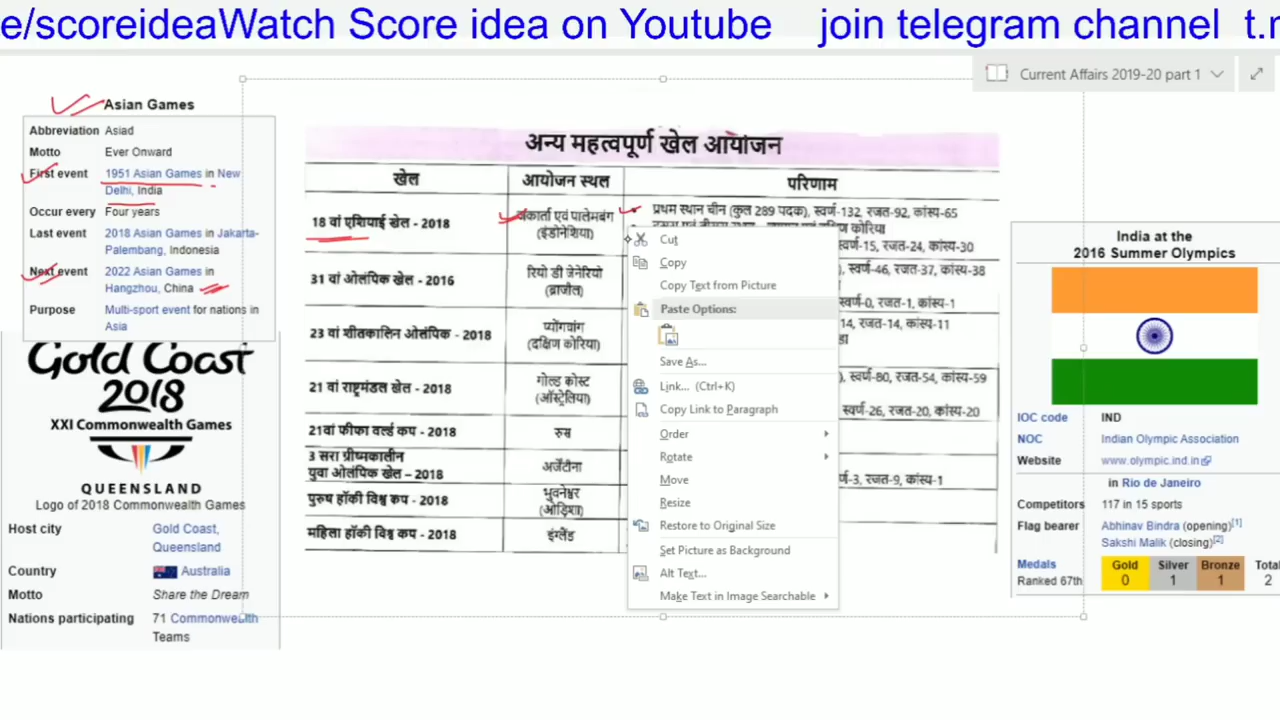 e/scoreideaWatch Score idea on Youtube join telegram channel t.m
Current Affairs 2019-20 part 1
Asian Games
Abbreviation Asiad
Motto Ever Onward
First event 1951 Asian Games in New
Delhi, India
Occur every Four years
Last event 2018 Asian Games in Jakarta-
Palembang, Indonesia
Next event 2022 Asian Games in
Hangzhou, China
Purpose Multi-sport event for nations in
Asia
Gold Coast
2018
XXI Commonwealth Games
QUEENSLAND
Logo of 2018 Commonwealth Games
Host city Gold Coast,
Queensland
Country Australia
Motto Share the Dream
Nations participating 71 Commonwealth
Teams
अन्य महत्वपूर्ण खेल आयोजन
खेल आयोजन स्थल परिणाम
18 वां एशियाई खेल - 2018
जकार्ता एवं पालेमबंग
(इंडोनेशिया)
प्रथम स्थान चीन (कुल 289 पदक), स्वर्ण-132, रजत-92, कांस्य-65
स्वर्ण-15, रजत-24, कांस्य-30
31 वां ओलंपिक खेल - 2016
रियो डी जेनेरियो
(ब्राजील)
स्वर्ण-46, रजत-37, कांस्य-38
स्वर्ण-0, रजत-1, कांस्य-1
23 वां शीतकालिन ओलंपिक - 2018
प्योंगचांग
(दक्षिण कोरिया)
14, रजत-14, कांस्य-11
21 वां राष्ट्रमंडल खेल - 2018
गोल्ड कोस्ट
(ऑस्ट्रेलिया)
स्वर्ण-80, रजत-54, कांस्य-59
स्वर्ण-26, रजत-20, कांस्य-20
21वां फीफा वर्ल्ड कप - 2018
रुस
3 सरा ग्रीष्मकालीन
युवा ओलंपिक खेल – 2018
अर्जेंटीना
-3, रजत-9, कांस्य-1
पुरुष हॉकी विश्व कप - 2018
भुवनेश्वर
(ओड़िशा)
महिला हॉकी विश्व कप - 2018
इंग्लैंड
Cut
Copy
Copy Text from Picture
Paste Options:
Save As...
Link... (Ctrl+K)
Copy Link to Paragraph
Order
Rotate
Move
Resize
Restore to Original Size
Set Picture as Background
Alt Text...
Make Text in Image Searchable
India at the
2016 Summer Olympics
IOC code IND
NOC Indian Olympic Association
Website www.olympic.ind.in
in Rio de Janeiro
Competitors 117 in 15 sports
Flag bearer Abhinav Bindra (opening)[1]
Sakshi Malik (closing)[2]
Medals Gold Silver Bronze Total
Ranked 67th 0 1 1 2